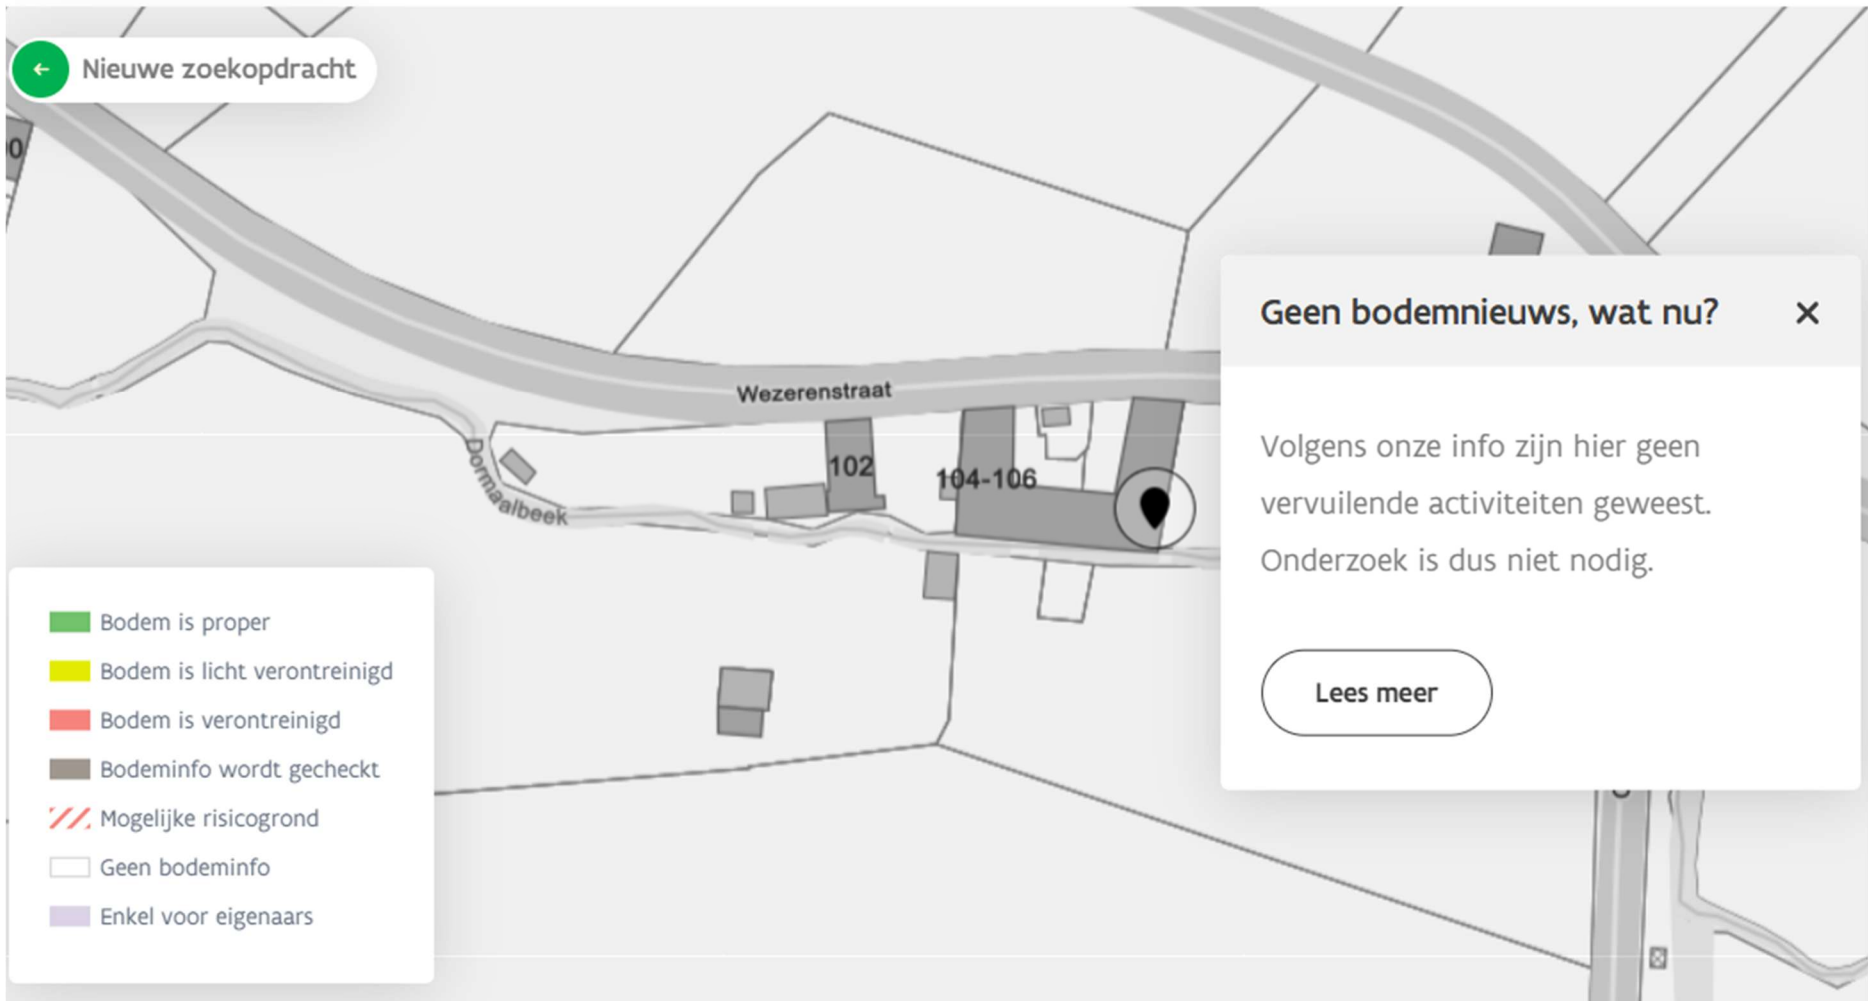 Nieuwe zoekopdracht
Wezerenstraat
102
104-106
Dormaalbeek
Geen bodemnieuws, wat nu?
Volgens onze info zijn hier geen
vervuilende activiteiten geweest.
Onderzoek is dus niet nodig.
Lees meer
Bodem is proper
Bodem is licht verontreinigd
Bodem is verontreinigd
Bodeminfo wordt gecheckt
Mogelijke risicogrond
Geen bodeminfo
Enkel voor eigenaars